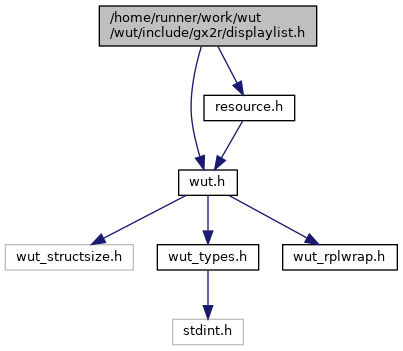 /home/runner/work/wut
/wut/include/gx2r/displaylist.h
resource.h
wut.h
wut_structsize.h
wut_types.h
wut_rplwrap.h
stdint.h